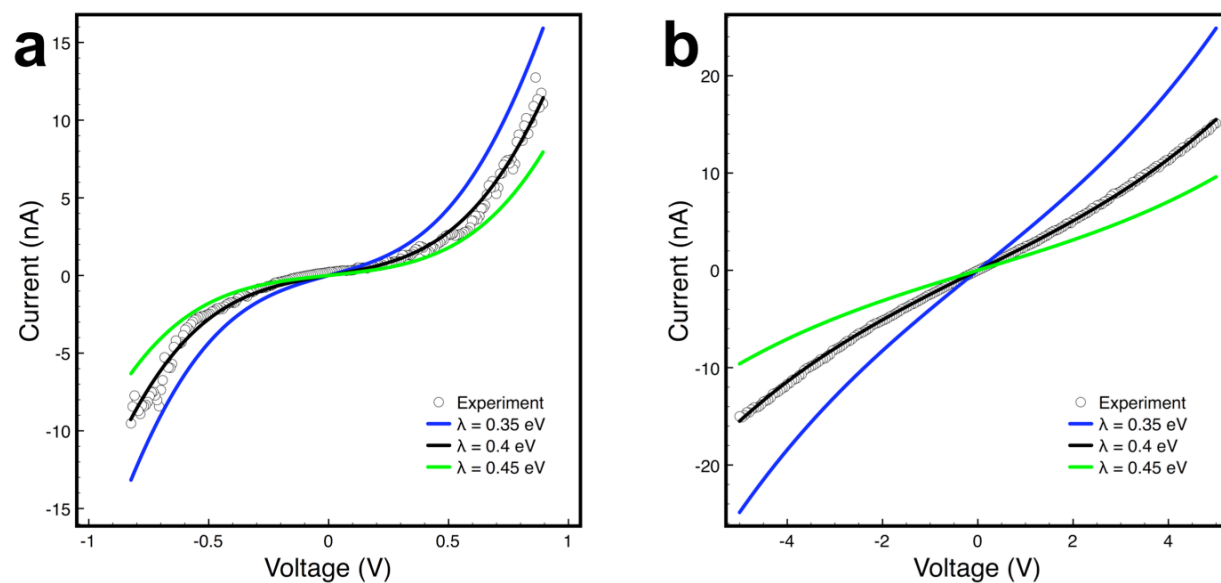 a
Current (nA)
15
10
5
0
-5
-10
-15
-1
-0.5
0
0.5
1
Voltage (V)
Experiment
λ = 0.35 eV
λ = 0.4 eV
λ = 0.45 eV
b
Current (nA)
20
10
0
-10
-20
-4
-2
0
2
4
Voltage (V)
Experiment
λ = 0.35 eV
λ = 0.4 eV
λ = 0.45 eV